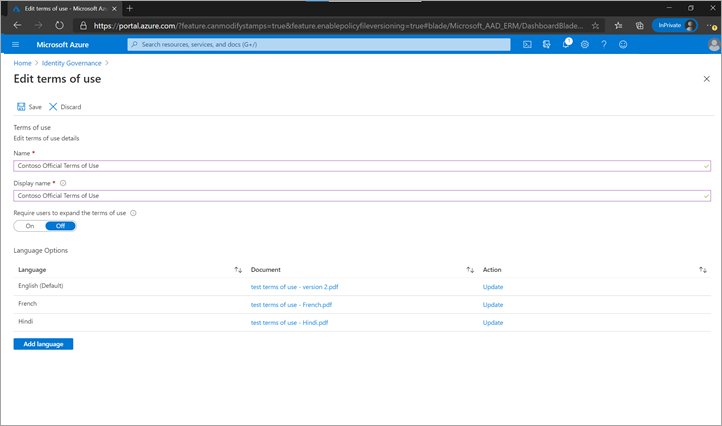 Edit terms of use - Microsoft Az
https://portal.azure.com/?feature.canmodifystamps=true&feature.enablepolicyfileversioning=true#blade/Microsoft_AAD_ERM/DashboardBlade...
InPrivate
Microsoft Azure
Search resources, services, and docs (G+/)
1
Home > Identity Governance >
Edit terms of use
Save Discard
Terms of use
Edit terms of use details
Name *
Contoso Official Terms of Use
Display name *
Contoso Official Terms of Use
Require users to expand the terms of use
On Off
Language Options
Language Document Action
English (Default) test terms of use - version 2.pdf Update
French test terms of use - French.pdf Update
Hindi test terms of use - Hindi.pdf Update
Add language